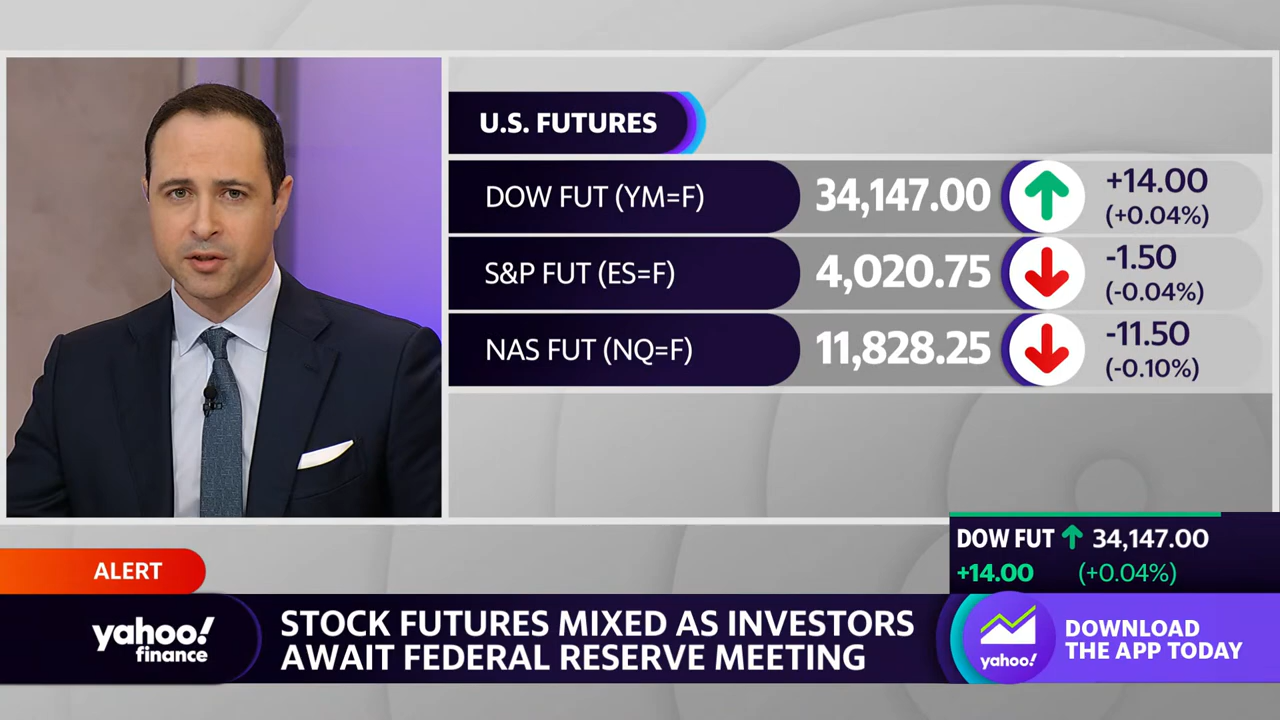 U.S. FUTURES
DOW FUT (YM=F) 34,147.00 +14.00
(+0.04%)
S&P FUT (ES=F) 4,020.75 -1.50
(-0.04%)
NAS FUT (NQ=F) 11,828.25 -11.50
(-0.10%)
DOW FUT 34,147.00
+14.00 (+0.04%)
ALERT
yahoo!
finance
STOCK FUTURES MIXED AS INVESTORS
AWAIT FEDERAL RESERVE MEETING
yahoo!
DOWNLOAD
THE APP TODAY